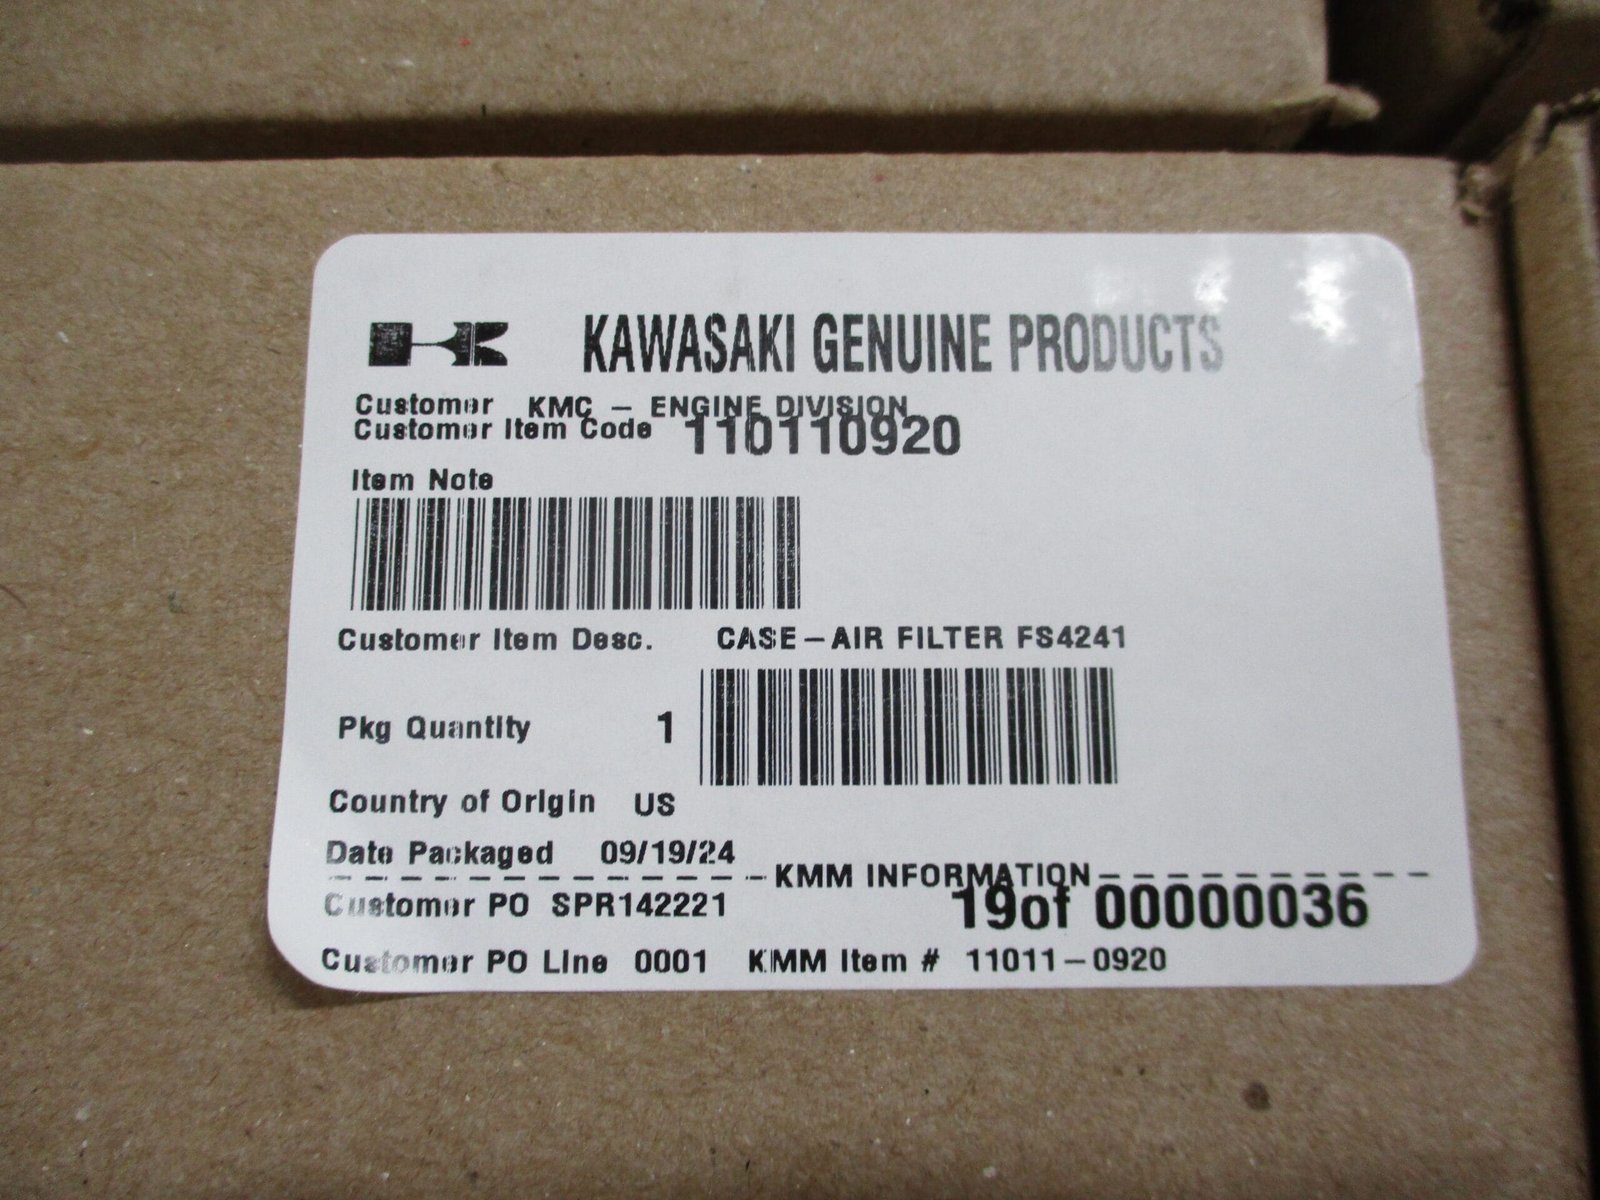 KAWASAKI GENUINE PRODUCTS
Customer KMC - ENGINE DIVISION
Customer Item Code 110110920
Item Note
Customer Item Desc. CASE-AIR FILTER FS4241
Pkg Quantity 1
Country of Origin US
Date Packaged 09/19/24
KMM INFORMATION
Customer PO SPR142221 19of 00000036
Customer PO Line 0001 KMM Item # 11011-0920